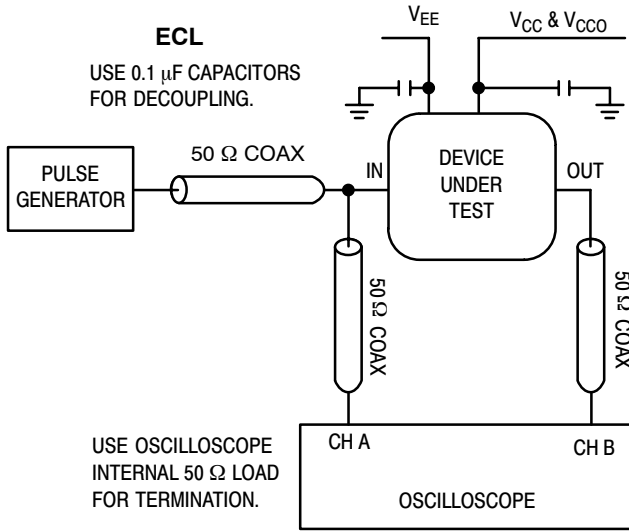 ECL
USE 0.1 μF CAPACITORS
FOR DECOUPLING.
VEE
VCC & VCCO
PULSE
GENERATOR
50 Ω COAX
IN
DEVICE
UNDER
TEST
OUT
50 Ω COAX
50 Ω COAX
CH A
CH B
USE OSCILLOSCOPE
INTERNAL 50 Ω LOAD
FOR TERMINATION.
OSCILLOSCOPE